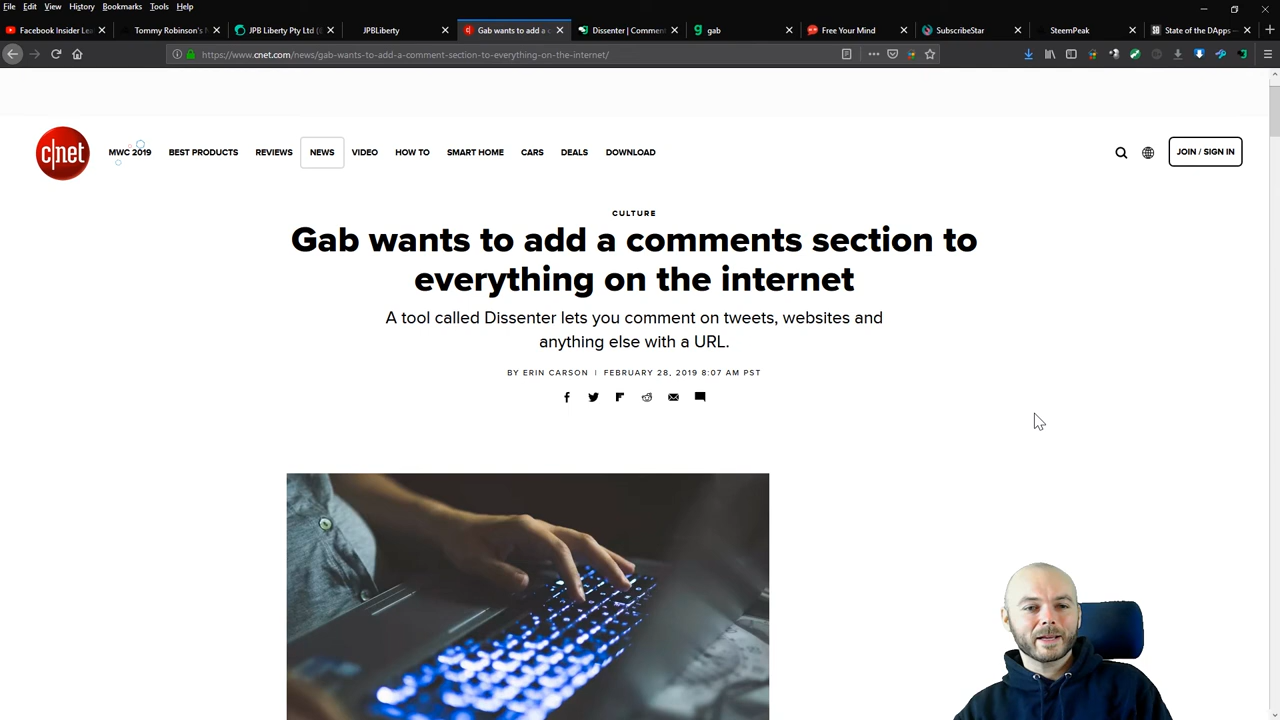 File Edit View History Bookmarks Tools Help
Facebook Insider Lea Tommy Robinson's N JPB Liberty Pty Ltd ( JPBLiberty Gab wants to add a c Dissenter | Comment gab Free Your Mind SubscribeStar SteemPeak State of the DApps —
https://www.cnet.com/news/gab-wants-to-add-a-comment-section-to-everything-on-the-internet/
c|net MWC 2019 BEST PRODUCTS REVIEWS NEWS VIDEO HOW TO SMART HOME CARS DEALS DOWNLOAD JOIN / SIGN IN
CULTURE
Gab wants to add a comments section to
everything on the internet
A tool called Dissenter lets you comment on tweets, websites and
anything else with a URL.
BY ERIN CARSON | FEBRUARY 28, 2019 8:07 AM PST